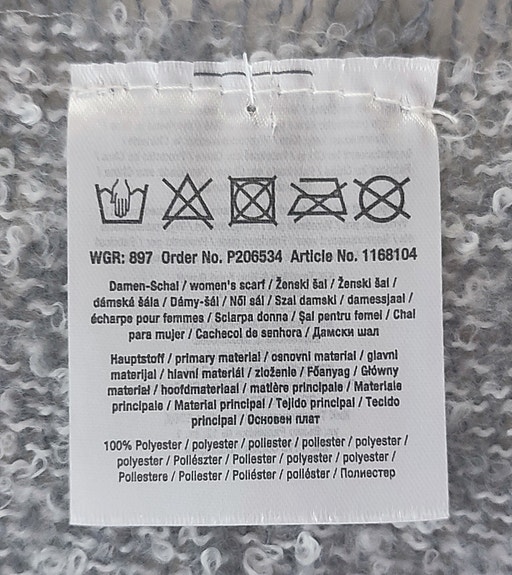 WGR: 897 Order No. P206534 Article No. 1168104
Damen-Schal / women's scarf / Ženski šal / Ženski šal /
dámská šála / Dámy-šál / Női sál / Szal damski / damessjaal /
écharpe pour femmes / Sciarpa donna / Şal pentru femei / Chal
para mujer / Cachecol de senhora / Дамски шал
Hauptstoff / primary material / osnovni material / glavni
materijal / hlavní materiál / zloženie / Főanyag / Główny
materiał / hoofdmateriaal / matière principale / Materiale
principale / Material principal / Tejido principal / Tecido
principal / Основен плат
100% Polyester / polyester / poliester / poliester / polyester /
polyester / Poliészter / Poliester / polyester / polyester /
Poliestere / Poliester / Poliéster / poliéster / Полиестер